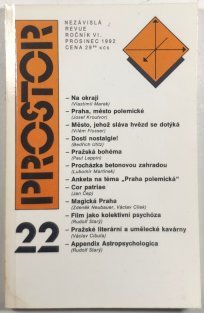 NEZÁVISLÁ
REVUE
ROČNÍK VI.
PROSINEC 1992
CENA 29⁸⁰ KČS
PROSTOR
22
– Na okraji
(Vlastimil Marek)
– Praha, město polemické
(Josef Kroutvor)
– Město, jehož sláva hvězd se dotýká
(Vilém Flusser)
– Dosti nostalgie!
(Bedřich Utitz)
– Pražská bohéma
(Paul Leppin)
– Procházka betonovou zahradou
(Lubomír Martínek)
– Anketa na téma „Praha polemická“
– Cor patriae
(Jan Čep)
– Magická Praha
(Zdeněk Neubauer, Václav Cílek)
– Film jako kolektivní psychóza
(Rudolf Starý)
– Pražské literární a umělecké kavárny
(Václav Cibula)
– Appendix Astropsychologica
(Rudolf Starý)